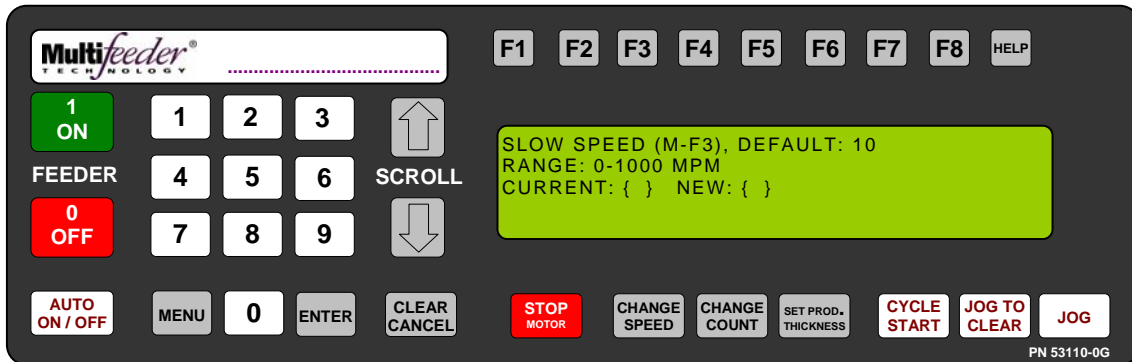 Multifeeder®
TECHNOLOGY
F1 F2 F3 F4 F5 F6 F7 F8 HELP
1
ON
FEEDER
0
OFF
1 2 3
4 5 6
7 8 9
SCROLL
SLOW SPEED (M-F3), DEFAULT: 10
RANGE: 0-1000 MPM
CURRENT: { } NEW: { }
AUTO
ON / OFF
MENU
0
ENTER
CLEAR
CANCEL
STOP
MOTOR
CHANGE
SPEED
CHANGE
COUNT
SET PROD.
THICKNESS
CYCLE
START
JOG TO
CLEAR
JOG
PN 53110-0G